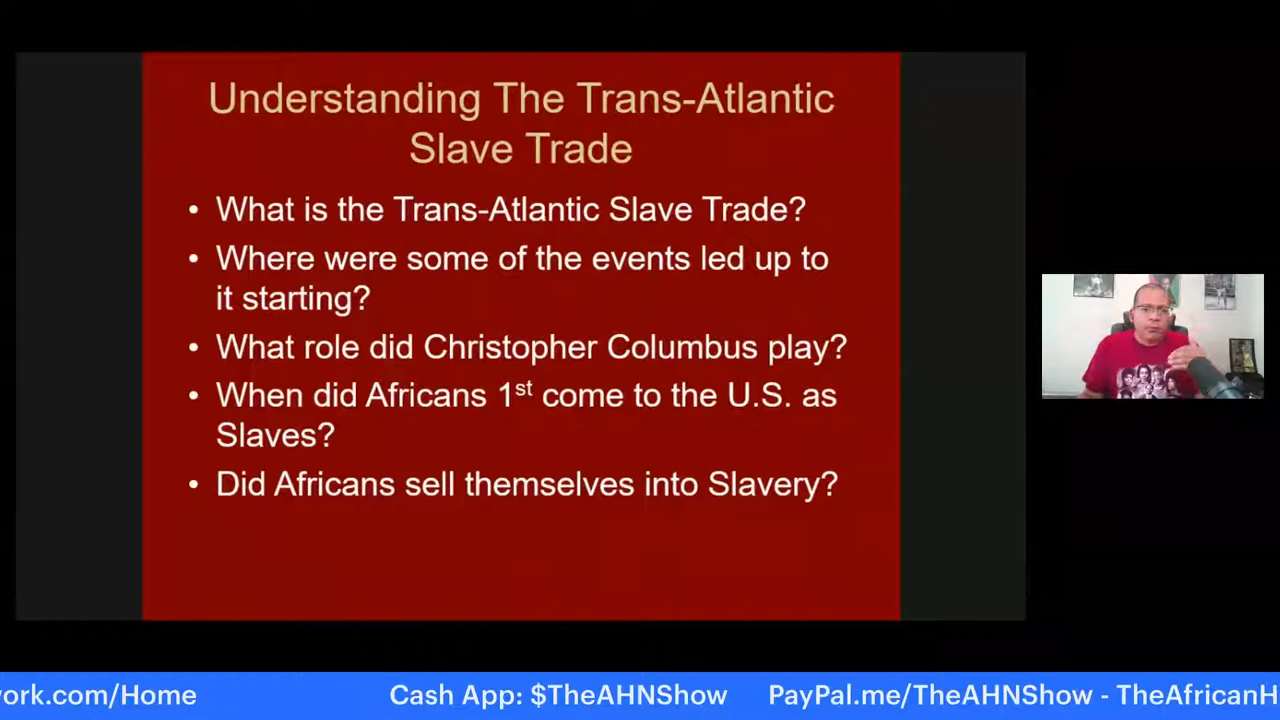 Understanding The Trans-Atlantic
Slave Trade
• What is the Trans-Atlantic Slave Trade?
• Where were some of the events led up to
it starting?
• What role did Christopher Columbus play?
• When did Africans 1st come to the U.S. as
Slaves?
• Did Africans sell themselves into Slavery?
work.com/Home Cash App: $TheAHNShow PayPal.me/TheAHNShow - TheAfricanH